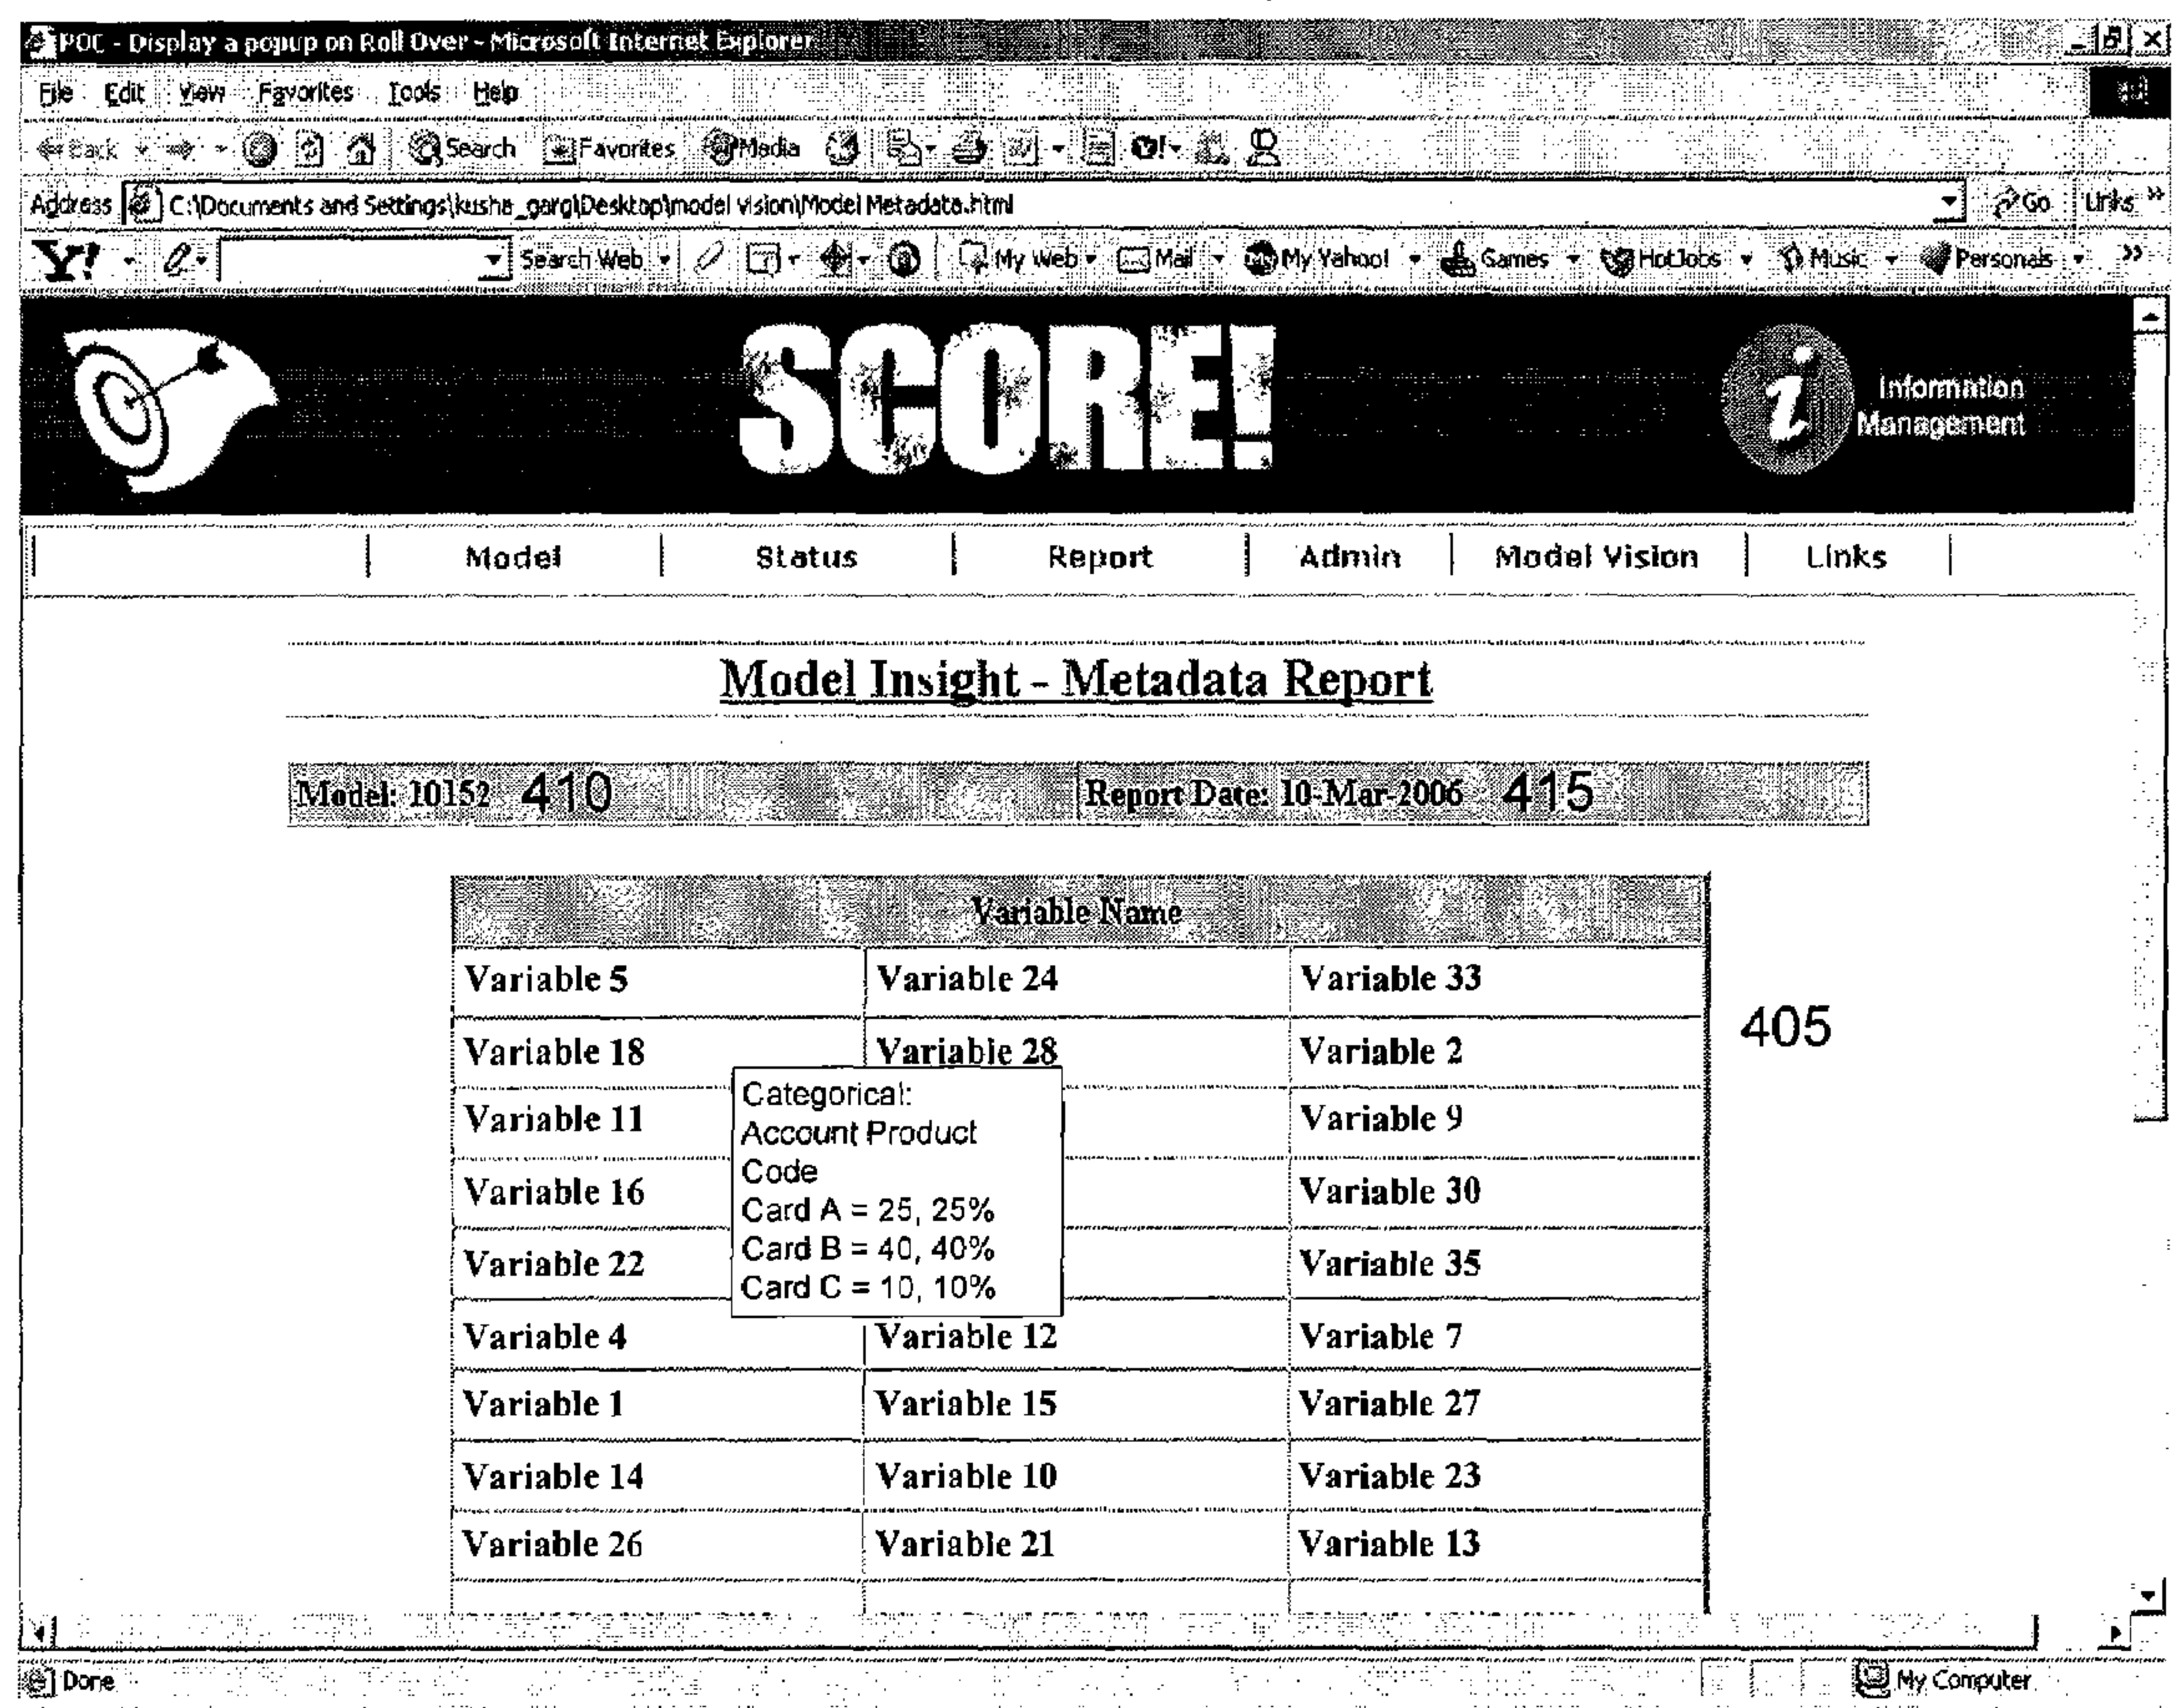 POC - Display a popup on Roll Over - Microsoft Internet Explorer
File Edit View Favorites Tools Help
Back Search Favorites Media
Address C:\Documents and Settings\kusha_garg\Desktop\model vision\Model Metadata.html Go Links »
Y! Search Web My Web Mail My Yahoo! Games HotJobs Music Personals »
SCORE!
i Information
Management
Model Status Report Admin Model Vision Links
Model Insight - Metadata Report
Model: 10152 410 Report Date: 10-Mar-2006 415
Variable Name
Variable 5 Variable 24 Variable 33
405
Variable 18 Variable 28 Variable 2
Variable 11 Variable 9
Variable 16 Variable 30
Variable 22 Variable 35
Categorical:
Account Product
Code
Card A = 25, 25%
Card B = 40, 40%
Card C = 10, 10%
Variable 4 Variable 12 Variable 7
Variable 1 Variable 15 Variable 27
Variable 14 Variable 10 Variable 23
Variable 26 Variable 21 Variable 13
Done My Computer